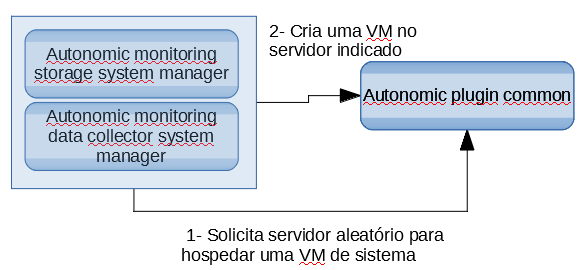 Autonomic monitoring
storage system manager
Autonomic monitoring
data collector system
manager
2- Cria uma VM no
servidor indicado
Autonomic plugin common
1- Solicita servidor aleatório para
hospedar uma VM de sistema